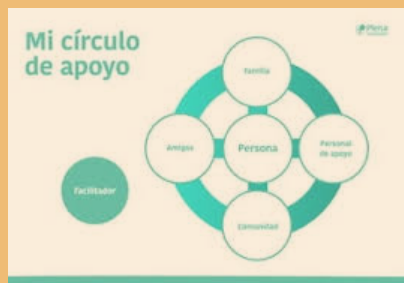 Mi círculo
de apoyo
Plena
Familia
Amigos
Persona
Personal
de apoyo
Facilitador
Comunidad